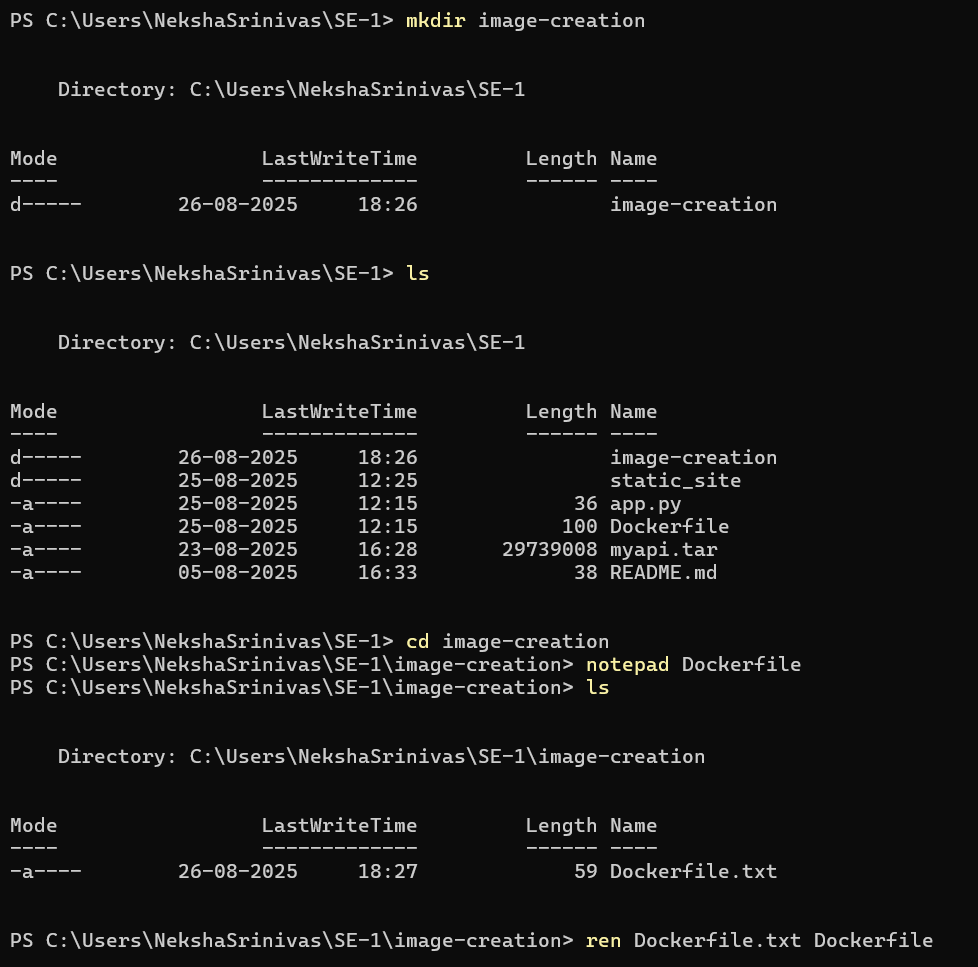 PS C:\Users\NekshaSrinivas\SE-1> mkdir image-creation
Directory: C:\Users\NekshaSrinivas\SE-1
Mode                 LastWriteTime         Length Name
----                 -------------         ------ ----
d-----        26-08-2025     18:26                image-creation
PS C:\Users\NekshaSrinivas\SE-1> ls
Directory: C:\Users\NekshaSrinivas\SE-1
Mode                 LastWriteTime         Length Name
----                 -------------         ------ ----
d-----        26-08-2025     18:26                image-creation
d-----        25-08-2025     12:25                static_site
-a----        25-08-2025     12:15             36 app.py
-a----        25-08-2025     12:15            100 Dockerfile
-a----        23-08-2025     16:28       29739008 myapi.tar
-a----        05-08-2025     16:33             38 README.md
PS C:\Users\NekshaSrinivas\SE-1> cd image-creation
PS C:\Users\NekshaSrinivas\SE-1\image-creation> notepad Dockerfile
PS C:\Users\NekshaSrinivas\SE-1\image-creation> ls
Directory: C:\Users\NekshaSrinivas\SE-1\image-creation
Mode                 LastWriteTime         Length Name
----                 -------------         ------ ----
-a----        26-08-2025     18:27             59 Dockerfile.txt
PS C:\Users\NekshaSrinivas\SE-1\image-creation> ren Dockerfile.txt Dockerfile